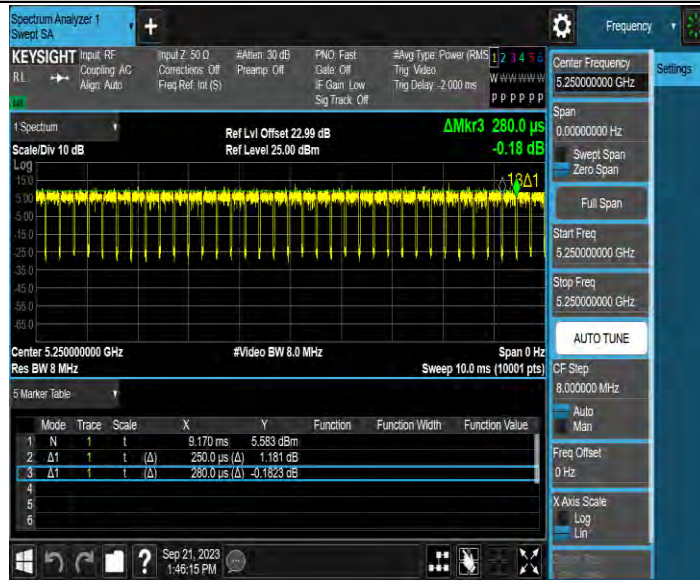 Spectrum Analyzer 1
Swept SA
+
Frequency
KEYSIGHT
RL
Input: RF
Coupling: AC
Align: Auto
Input Z: 50 Ω
Corrections: Off
Freq Ref: Int (S)
#Atten: 30 dB
Preamp: Off
PNO: Fast
Gate: Off
IF Gain: Low
Sig Track: Off
#Avg Type: Power (RMS
Trig: Video
Trig Delay: -2.000 ms
1 2 3 4 5 6
W W W W W W
P P P P P P
1 Spectrum
Scale/Div 10 dB
Ref Lvl Offset 22.99 dB
Ref Level 25.00 dBm
ΔMkr3 280.0 µs
-0.18 dB
Log
15.0
5.00
-5.00
-15.0
-25.0
-35.0
-45.0
-55.0
-65.0
Center 5.250000000 GHz
Res BW 8 MHz
#Video BW 8.0 MHz
Span 0 Hz
Sweep 10.0 ms (10001 pts)
5 Marker Table
Mode Trace Scale X Y Function Function Width Function Value
1 N 1 t 9.170 ms 5.583 dBm
2 Δ1 1 t (Δ) 250.0 µs (Δ) 1.181 dB
3 Δ1 1 t (Δ) 280.0 µs (Δ) -0.1823 dB
4
5
6
Sep 21, 2023
1:46:15 PM
Center Frequency
5.250000000 GHz
Settings
Span
0.00000000 Hz
Swept Span
Zero Span
Full Span
Start Freq
5.250000000 GHz
Stop Freq
5.250000000 GHz
AUTO TUNE
CF Step
8.000000 MHz
Auto
Man
Freq Offset
0 Hz
X Axis Scale
Log
Lin